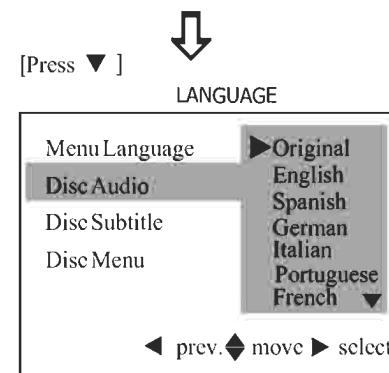 [Press ▼ ]
LANGUAGE
Menu Language
Disc Audio
Disc Subtitle
Disc Menu
▶Original
English
Spanish
German
Italian
Portuguese
French ▼
◀ prev. ◆ move ▶ select